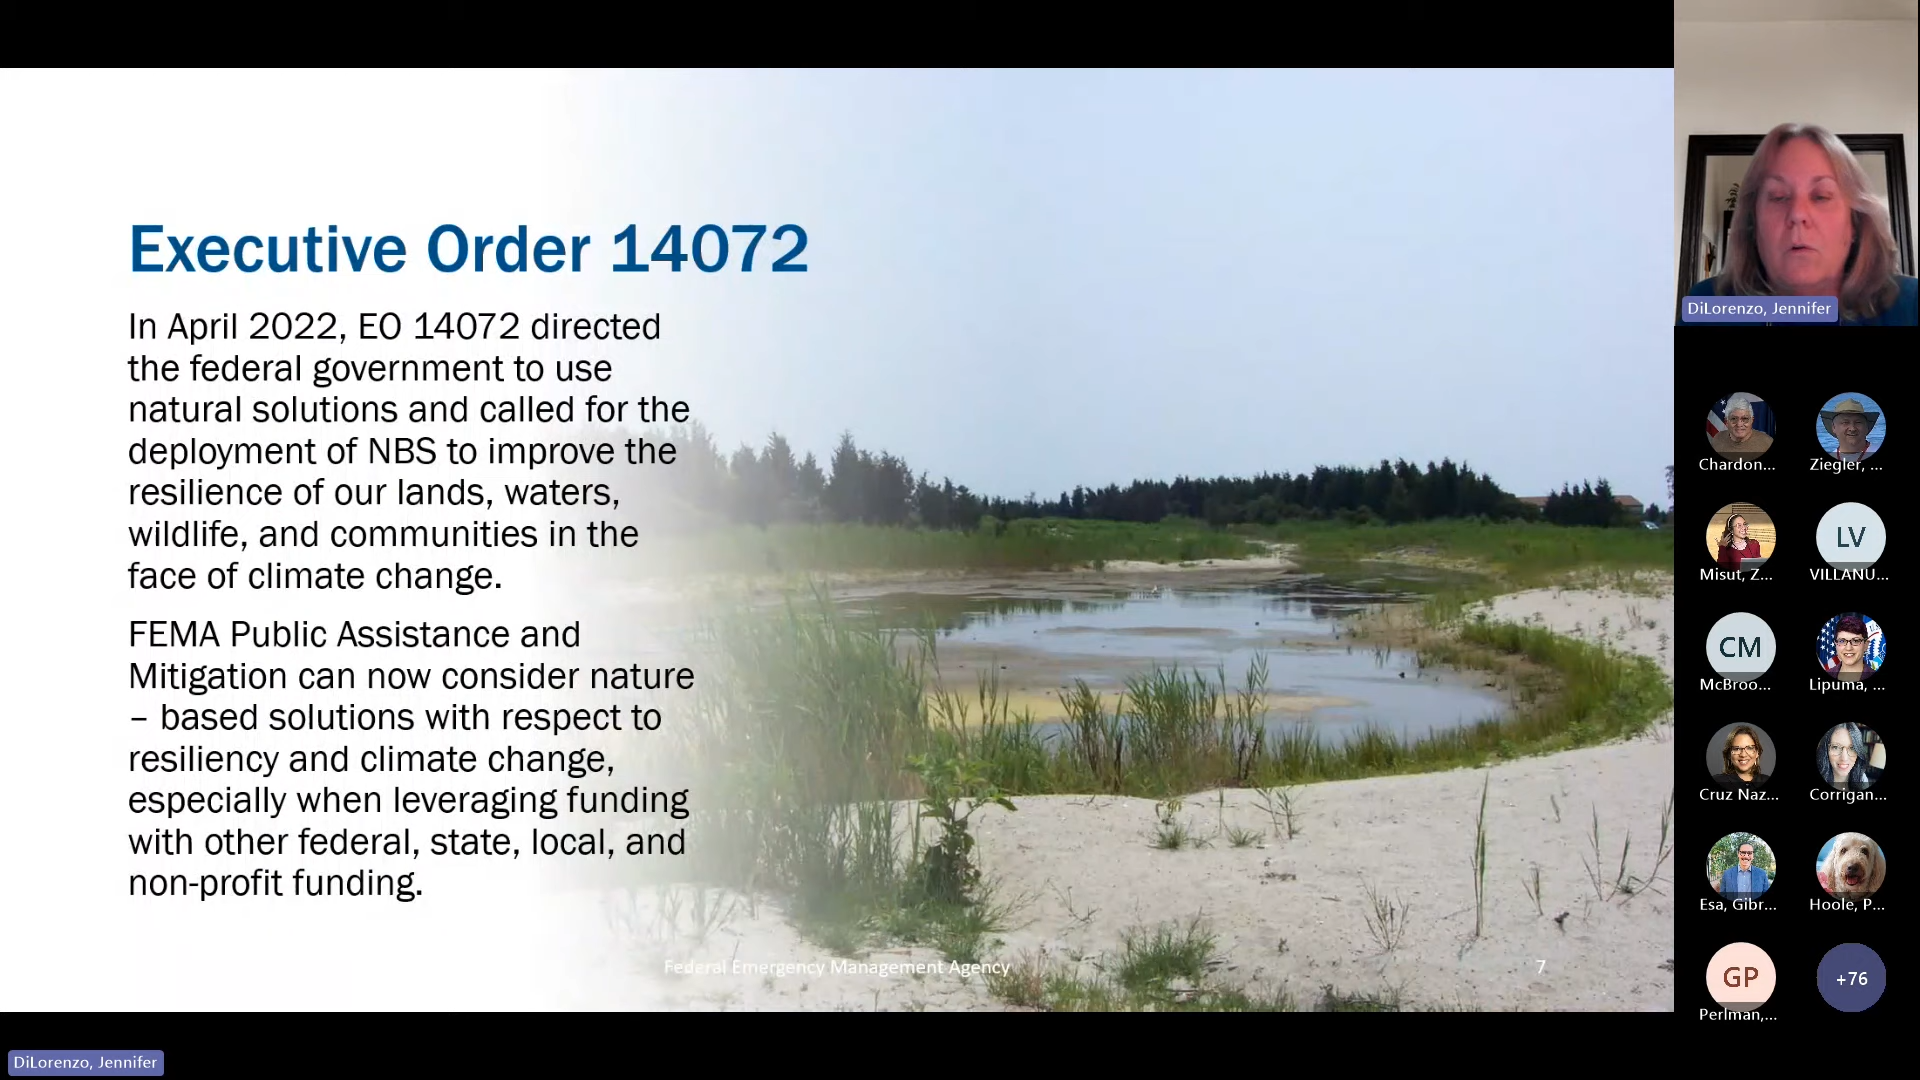 Executive Order 14072
In April 2022, EO 14072 directed
the federal government to use
natural solutions and called for the
deployment of NBS to improve the
resilience of our lands, waters,
wildlife, and communities in the
face of climate change.
FEMA Public Assistance and
Mitigation can now consider nature
– based solutions with respect to
resiliency and climate change,
especially when leveraging funding
with other federal, state, local, and
non-profit funding.
Federal Emergency Management Agency
7
DiLorenzo, Jennifer
DiLorenzo, Jennifer
Chardon...
Ziegler, ...
Misut, Z...
LV
VILLANU...
CM
McBroo...
Lipuma, ...
Cruz Naz...
Corrigan...
Esa, Gibr...
Hoole, P...
GP
Perlman,...
+76